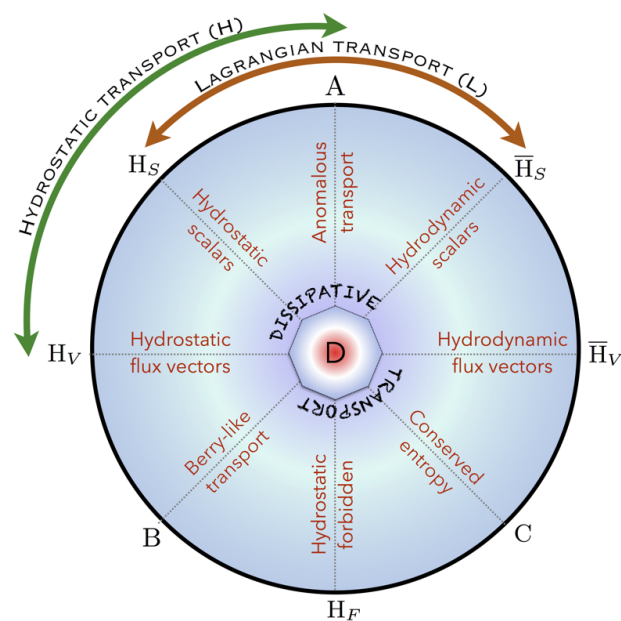 HYDROSTATIC TRANSPORT (H)
LAGRANGIAN TRANSPORT (L)
A
H_S
H̅_S
Anomalous
transport
Hydrostatic
scalars
Hydrodynamic
scalars
DISSIPATIVE
H_V
Hydrostatic
flux vectors
D
Hydrodynamic
flux vectors
H̅_V
TRANSPORT
Berry-like
transport
Hydrostatic
forbidden
Conserved
entropy
B
C
H_F